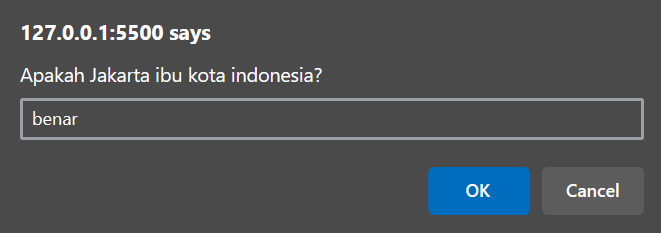 127.0.0.1:5500 says
Apakah Jakarta ibu kota indonesia?
benar
OK
Cancel